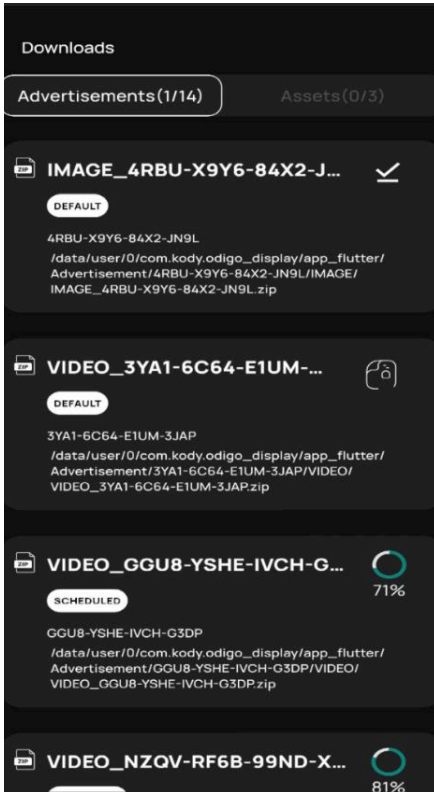 Downloads
Advertisements(1/14)
Assets(0/3)
ZIP
IMAGE_4RBU-X9Y6-84X2-J...
DEFAULT
4RBU-X9Y6-84X2-JN9L
/data/user/0/com.kody.odigo_display/app_flutter/
Advertisement/4RBU-X9Y6-84X2-JN9L/IMAGE/
IMAGE_4RBU-X9Y6-84X2-JN9L.zip
ZIP
VIDEO_3YA1-6C64-E1UM-...
DEFAULT
3YA1-6C64-E1UM-3JAP
/data/user/0/com.kody.odigo_display/app_flutter/
Advertisement/3YA1-6C64-E1UM-3JAP/VIDEO/
VIDEO_3YA1-6C64-E1UM-3JAP.zip
ZIP
VIDEO_GGU8-YSHE-IVCH-G...
71%
SCHEDULED
GGU8-YSHE-IVCH-G3DP
/data/user/0/com.kody.odigo_display/app_flutter/
Advertisement/GGU8-YSHE-IVCH-G3DP/VIDEO/
VIDEO_GGU8-YSHE-IVCH-G3DP.zip
ZIP
VIDEO_NZQV-RF6B-99ND-X...
81%